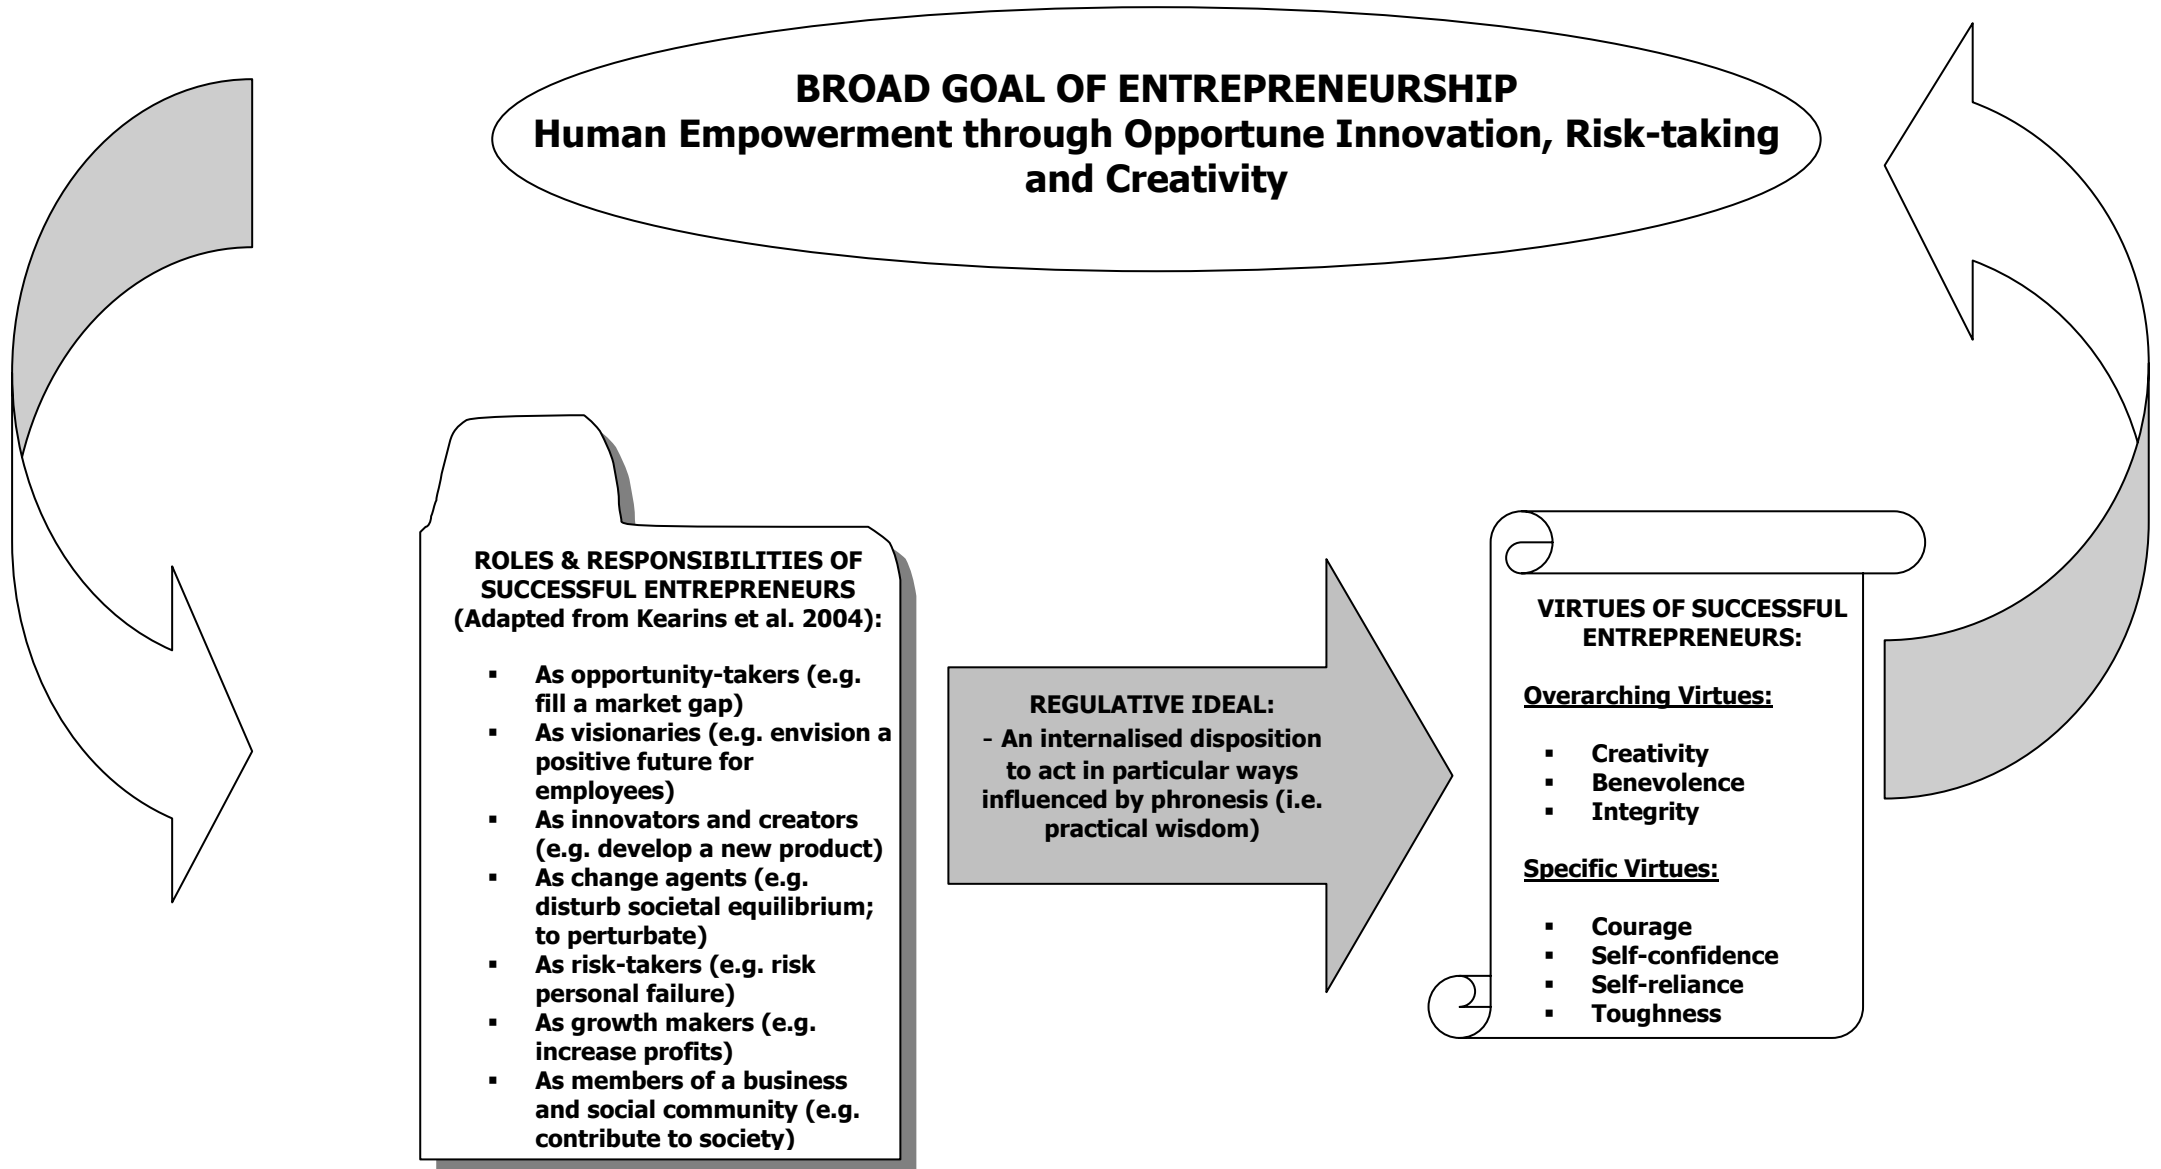 BROAD GOAL OF ENTREPRENEURSHIP
Human Empowerment through Opportune Innovation, Risk-taking
and Creativity
ROLES & RESPONSIBILITIES OF
SUCCESSFUL ENTREPRENEURS
(Adapted from Kearins et al. 2004):
▪ As opportunity-takers (e.g.
fill a market gap)
▪ As visionaries (e.g. envision a
positive future for
employees)
▪ As innovators and creators
(e.g. develop a new product)
▪ As change agents (e.g.
disturb societal equilibrium;
to perturbate)
▪ As risk-takers (e.g. risk
personal failure)
▪ As growth makers (e.g.
increase profits)
▪ As members of a business
and social community (e.g.
contribute to society)
REGULATIVE IDEAL:
- An internalised disposition
to act in particular ways
influenced by phronesis (i.e.
practical wisdom)
VIRTUES OF SUCCESSFUL
ENTREPRENEURS:
Overarching Virtues:
▪ Creativity
▪ Benevolence
▪ Integrity
Specific Virtues:
▪ Courage
▪ Self-confidence
▪ Self-reliance
▪ Toughness